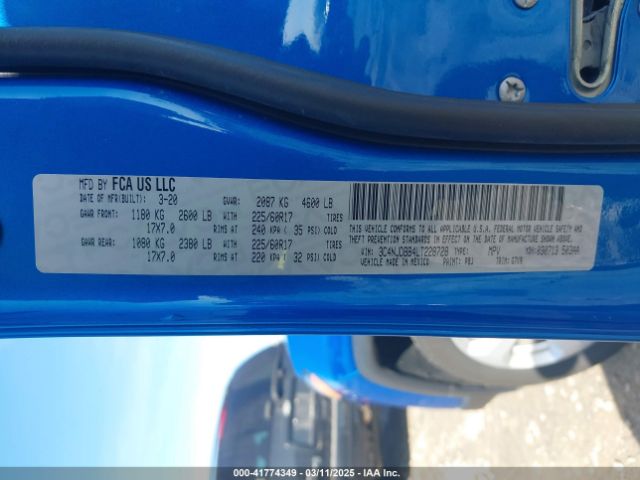 MFD BY FCA US LLC
DATE OF MFR(BUILT): 3-20 GVWR: 2087 KG 4600 LB
GAWR FRONT: 1180 KG 2600 LB WITH 225/60R17 TIRES
17X7.0 RIMS AT 240 KPA ( 35 PSI) COLD
GAWR REAR: 1080 KG 2380 LB WITH 225/60R17 TIRES
17X7.0 RIMS AT 220 KPA ( 32 PSI) COLD
THIS VEHICLE CONFORMS TO ALL APPLICABLE U.S.A. FEDERAL MOTOR VEHICLE SAFETY AND
THEFT PREVENTION STANDARDS IN EFFECT ON THE DATE OF MANUFACTURE SHOWN ABOVE.
VIN: 3C4NJDBB4LT228728 TYPE: MPV
VEHICLE MADE IN MEXICO PAINT: PBJ TRIM:
00-41774349 - 03/11/2025 - IAA Inc.